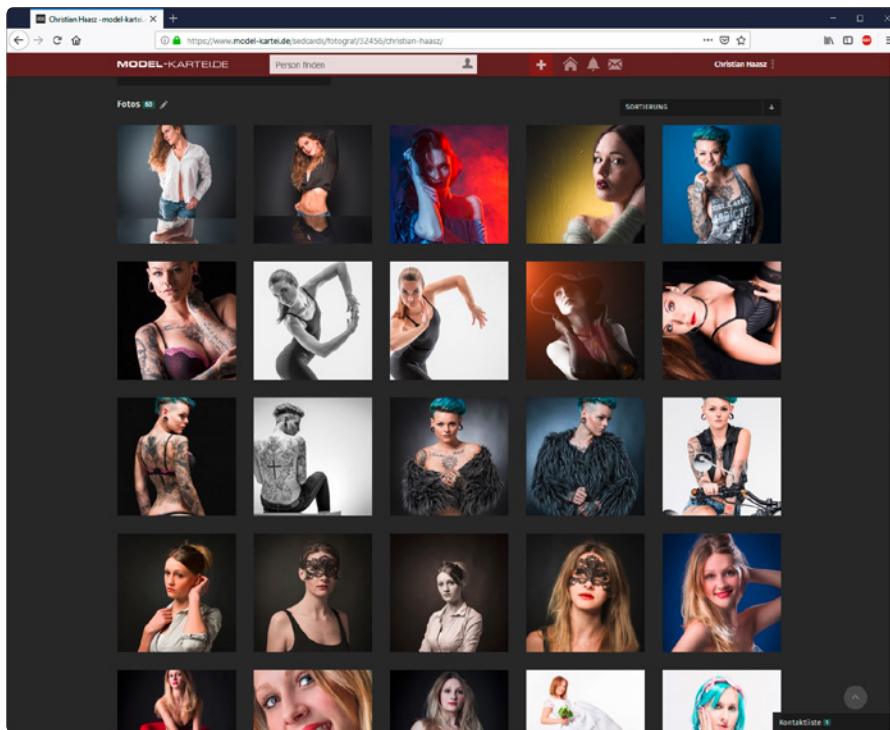 Christian Haasz - model-kartei.
https://www.model-kartei.de/sedcards/fotograf/32456/christian-haasz/
MODEL-KARTEI.DE
Person finden
Christian Haasz
Fotos 60
SORTIERUNG
Kontaktliste